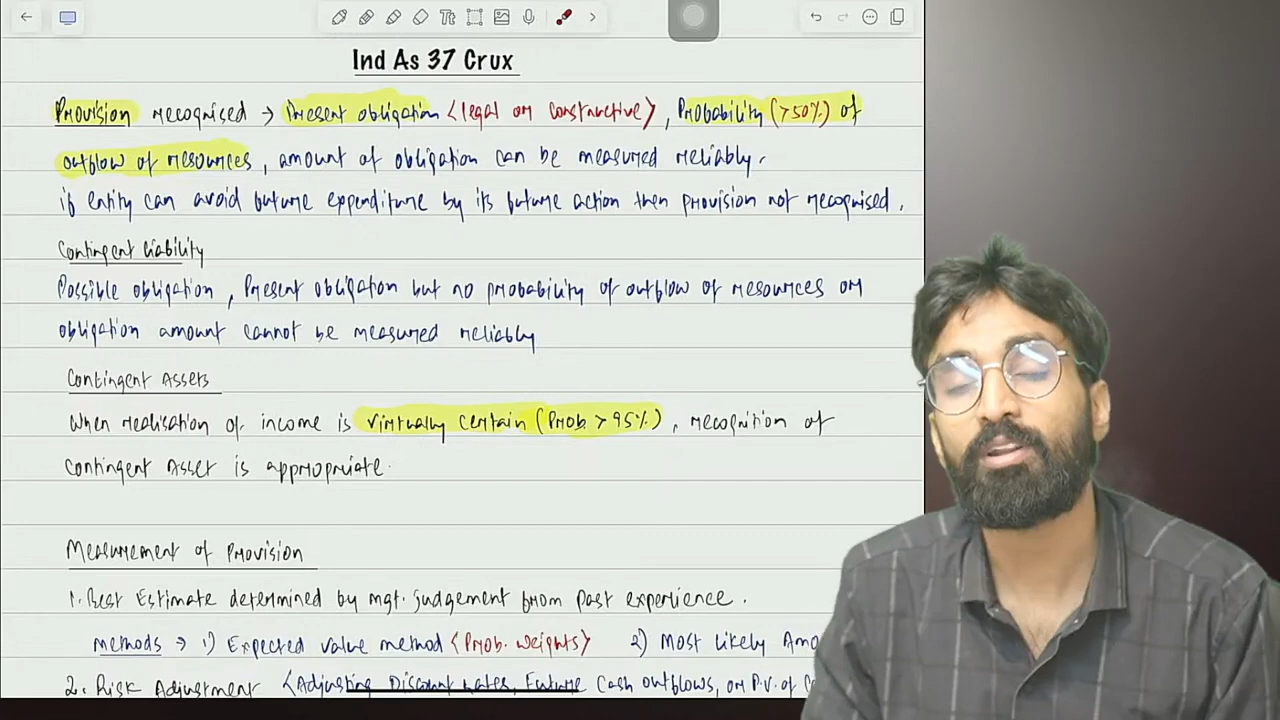 Ind As 37 Crux
Provision recognised → Present obligation <legal or constructive>, Probability (>50%) of
outflow of resources, amount of obligation can be measured reliably.
if entity can avoid future expenditure by its future action then provision not recognised.
Contingent liability
Possible obligation, Present obligation but no probability of outflow of resources or
obligation amount cannot be measured reliably
Contingent Assets
When realisation of income is virtually certain (Prob. > 95%), recognition of
Contingent Asset is appropriate.
Measurement of Provision
1. Best Estimate determined by mgt. judgement from past experience.
Methods → 1) Expected value method <Prob. weights> 2) Most likely Amo
2. Risk Adjustment <Adjusting Discount rates, Future Cash outflows, or P.V. of